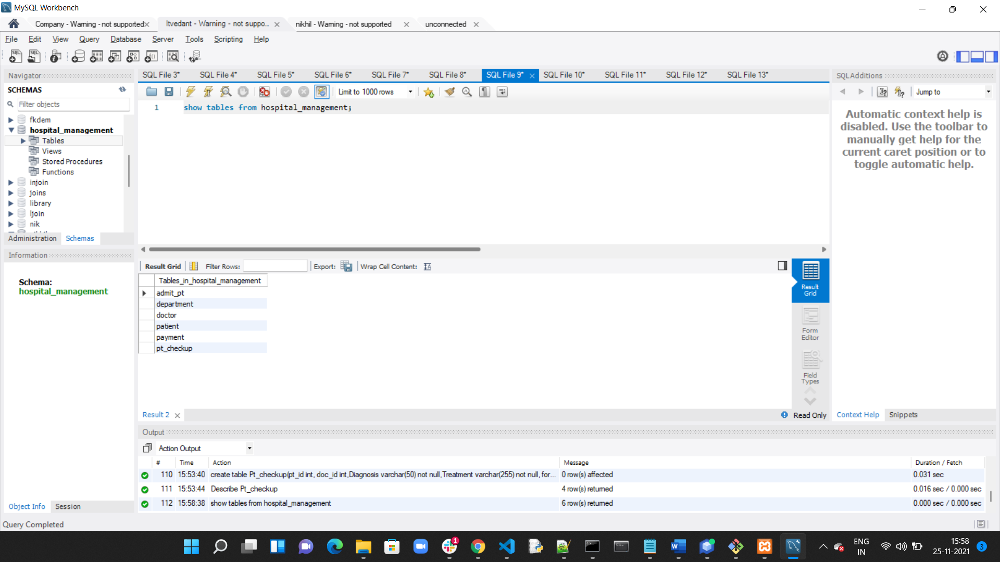 MySQL Workbench
Company - Warning - not supported
Itvedant - Warning - not suppo...
nikhil - Warning - not supported
unconnected
File Edit View Query Database Server Tools Scripting Help
Navigator
SQL File 3* SQL File 4* SQL File 5* SQL File 6* SQL File 7* SQL File 8* SQL File 9* SQL File 10* SQL File 11* SQL File 12* SQL File 13*
SQLAdditions
SCHEMAS
Filter objects
fkdem
hospital_management
Tables
Views
Stored Procedures
Functions
injoin
joins
library
ljoin
nik
Administration Schemas
Information
Schema:
hospital_management
Object Info Session
Limit to 1000 rows
1 show tables from hospital_management;
Jump to
Automatic context help is
disabled. Use the toolbar to
manually get help for the
current caret position or to
toggle automatic help.
Result Grid Filter Rows: Export: Wrap Cell Content:
Tables_in_hospital_management
admit_pt
department
doctor
patient
payment
pt_checkup
Result
Grid
Form
Editor
Field
Types
Result 2
Read Only
Context Help Snippets
Output
Action Output
# Time Action Message Duration / Fetch
110 15:53:40 create table Pt_checkup(pt_id int, doc_id int,Diagnosis varchar(50) not null,Treatment varchar(255) not null, for... 0 row(s) affected 0.031 sec
111 15:53:44 Describe Pt_checkup 4 row(s) returned 0.016 sec / 0.000 sec
112 15:58:38 show tables from hospital_management 6 row(s) returned 0.000 sec / 0.000 sec
Query Completed
1
ENG
IN
15:58
25-11-2021
3